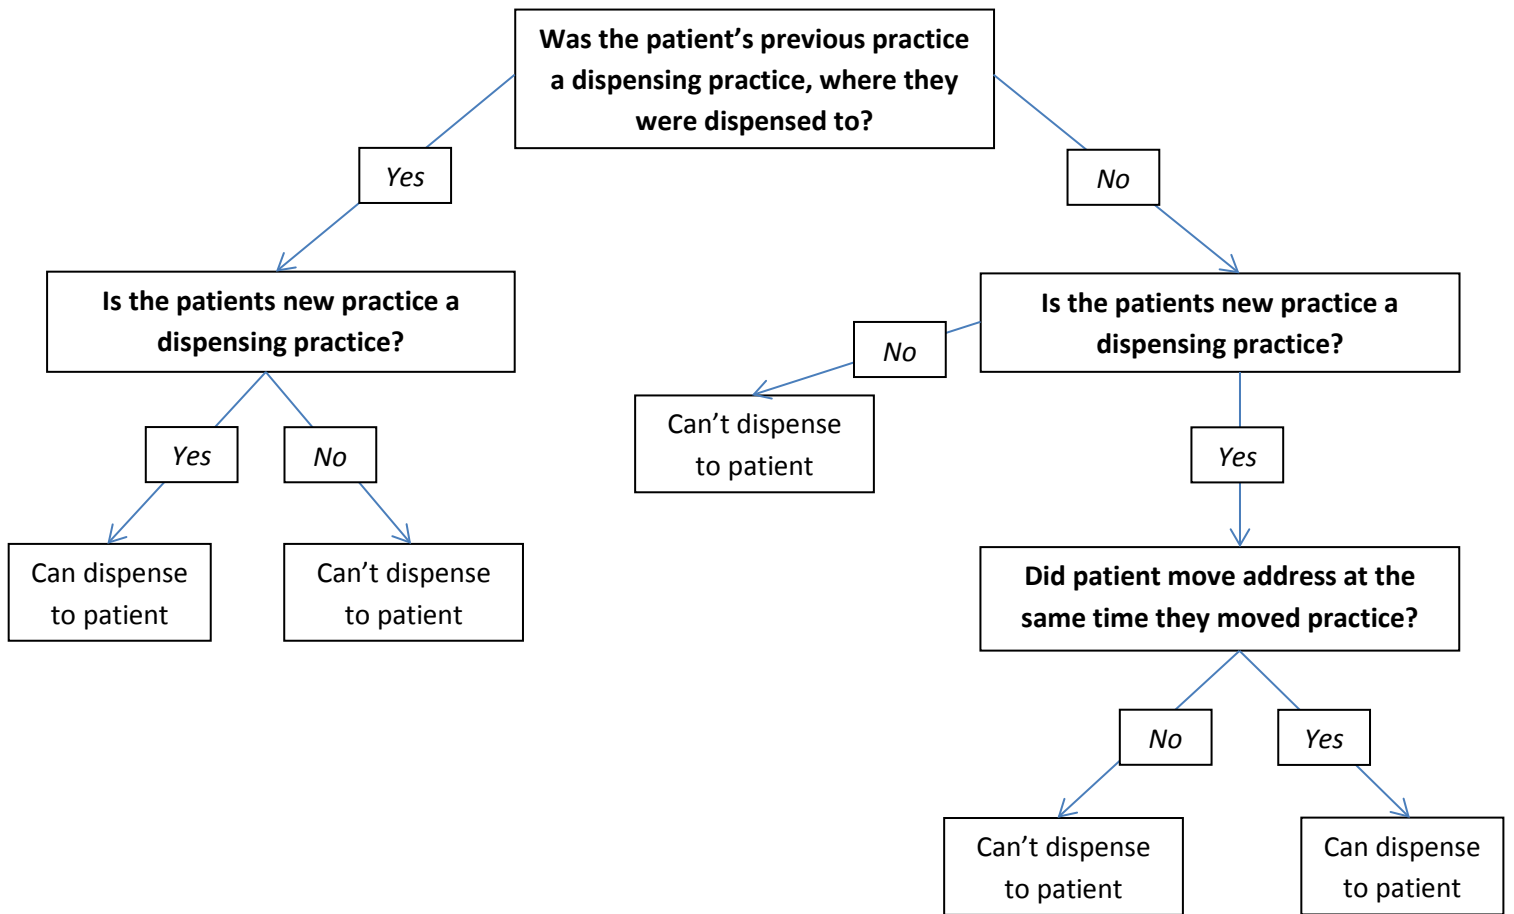 Was the patient’s previous practice
a dispensing practice, where they
were dispensed to?
Yes
No
Is the patients new practice a
dispensing practice?
Is the patients new practice a
dispensing practice?
No
Can’t dispense
to patient
Yes
No
Yes
Can dispense
to patient
Can’t dispense
to patient
Did patient move address at the
same time they moved practice?
No
Yes
Can’t dispense
to patient
Can dispense
to patient